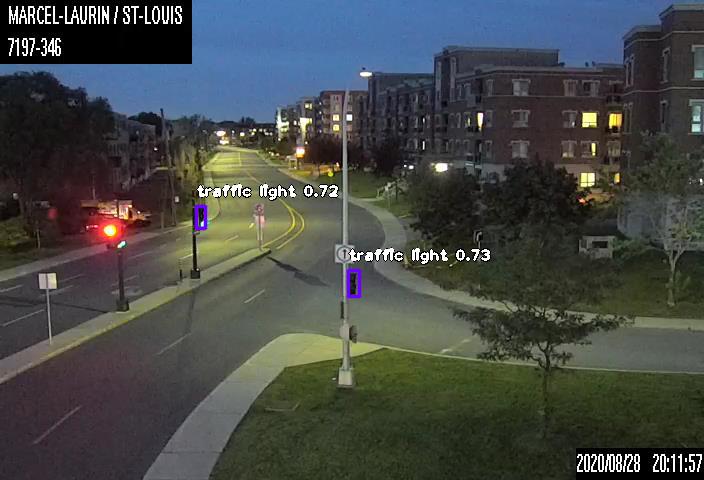 MARCEL-LAURIN / ST-LOUIS
7197-346
traffic light 0.72
traffic light 0.73
2020/08/28 20:11:57